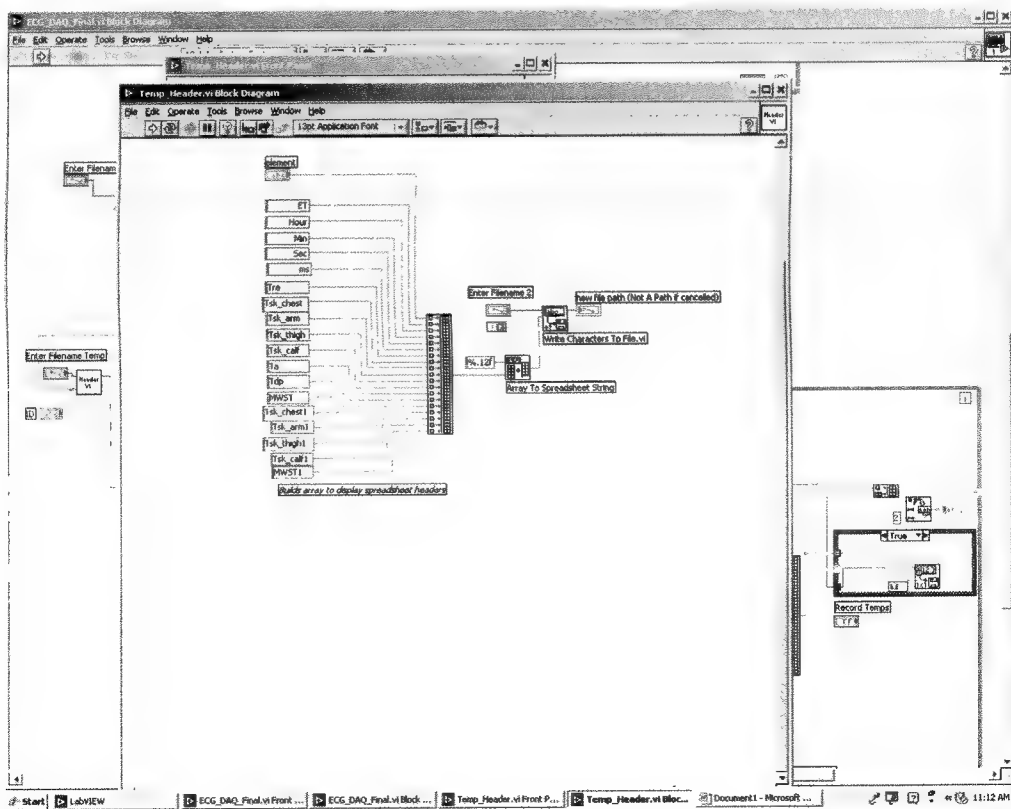 ECG_DAQ_Final.vi Block Diagram
File Edit Operate Tools Browse Window Help
Temp_Header.vi Block Diagram
File Edit Operate Tools Browse Window Help
13pt Application Font
Header
VI
element
ET
Hour
Min
Sec
ms
Tre
Tsk_chest
Tsk_arm
Tsk_thigh
Tsk_calf
Ta
Tdp
MWST
Tsk_chest1
Tsk_arm1
Tsk_thigh1
Tsk_calf1
MWST1
Builds array to display spreadsheet headers
Enter Filename 2
new file path (Not A Path if cancelled)
Write Characters To File.vi
%.12f
Array To Spreadsheet String
Enter Filenam
Enter Filename Temp
Header
VI
ID
i
True
Record Temps
Start
LabVIEW
ECG_DAQ_Final.vi Front ...
ECG_DAQ_Final.vi Block ...
Temp_Header.vi Front P...
Temp_Header.vi Bloc...
Document1 - Microsoft ...
11:12 AM